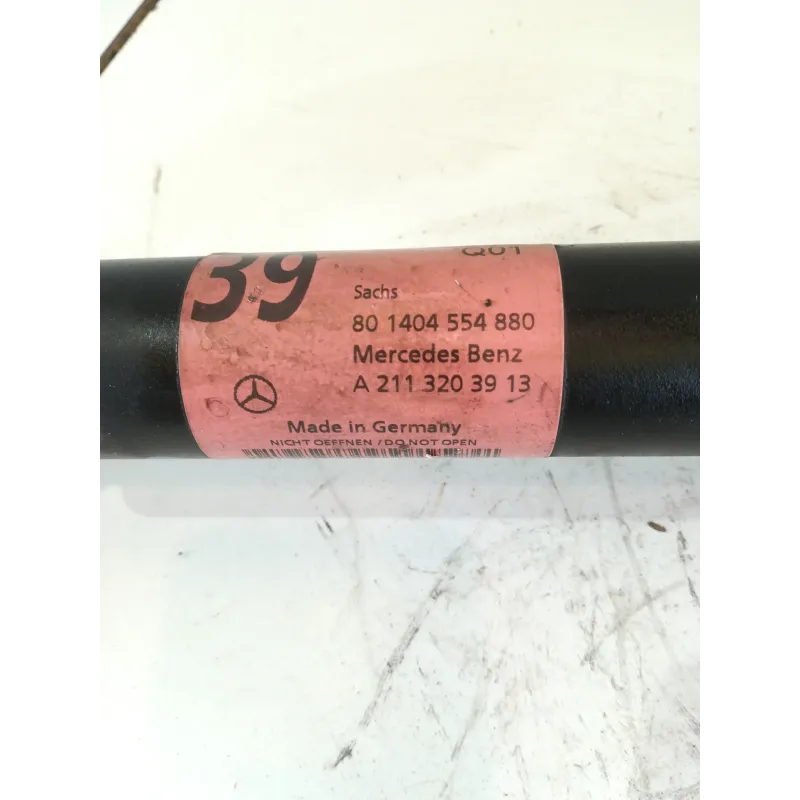 39
Q01
Sachs
80 1404 554 880
Mercedes Benz
A 211 320 39 13
Made in Germany
NICHT OEFFNEN / DO NOT OPEN